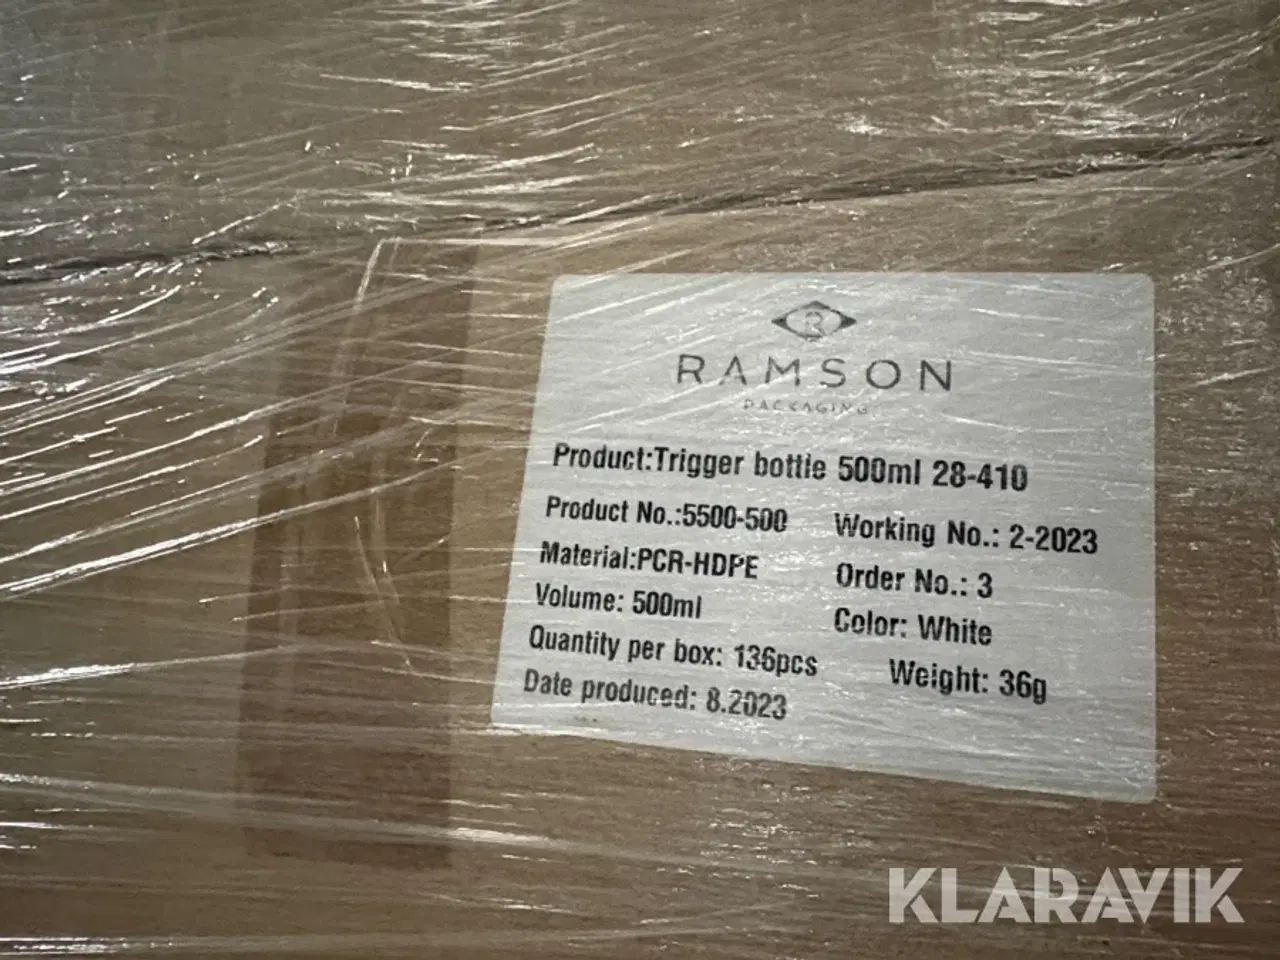 R
RAMSON
PACKAGING
Product:Trigger bottle 500ml 28-410
Product No.:5500-500 Working No.: 2-2023
Material:PCR-HDPE Order No.: 3
Volume: 500ml Color: White
Quantity per box: 136pcs Weight: 36g
Date produced: 8.2023
KLARAVIK